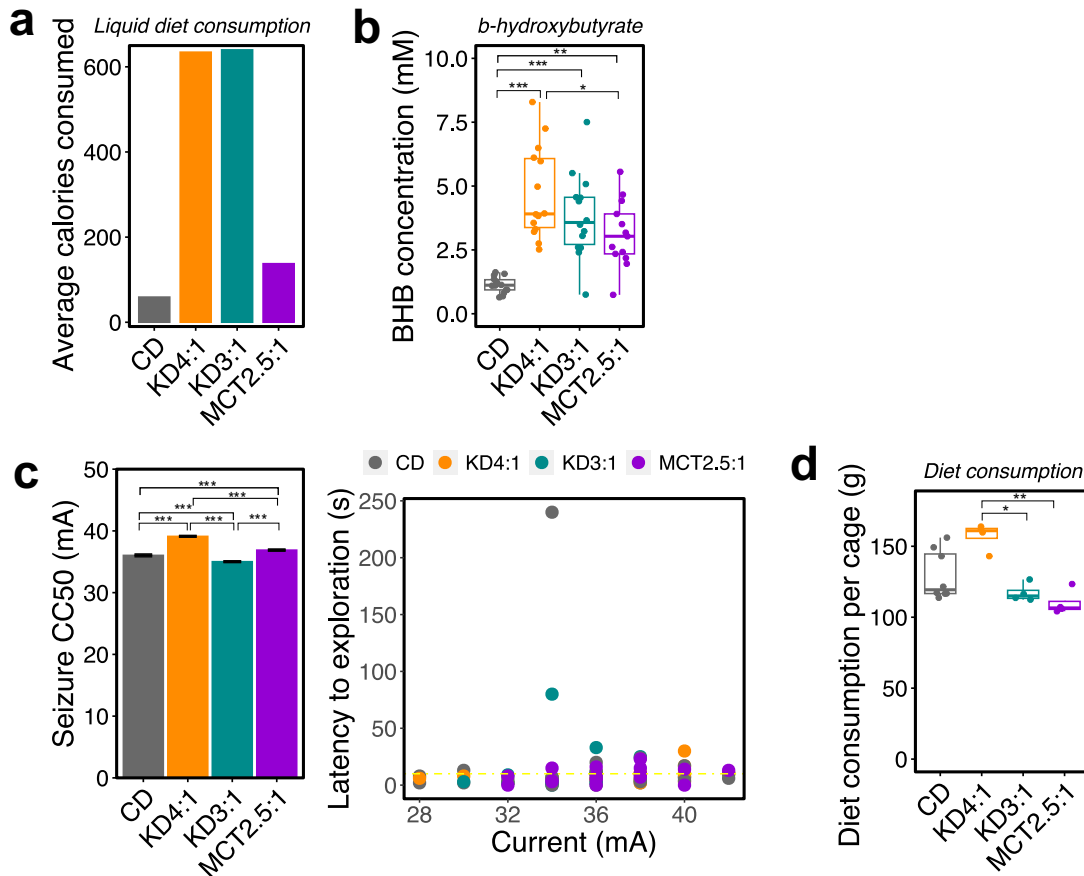 a
Liquid diet consumption
Average calories consumed
600
400
200
0
CD
KD4:1
KD3:1
MCT2.5:1
b
b-hydroxybutyrate
BHB concentration (mM)
10.0
7.5
5.0
2.5
0.0
**
***
***
*
CD
KD4:1
KD3:1
MCT2.5:1
c
Seizure CC50 (mA)
50
40
30
20
10
0
***
***
***
***
***
***
CD
KD4:1
KD3:1
MCT2.5:1
CD KD4:1 KD3:1 MCT2.5:1
Latency to exploration (s)
250
200
150
100
50
0
28 32 36 40
Current (mA)
d
Diet consumption
Diet consumption per cage (g)
150
100
50
0
**
*
CD
KD4:1
KD3:1
MCT2.5:1